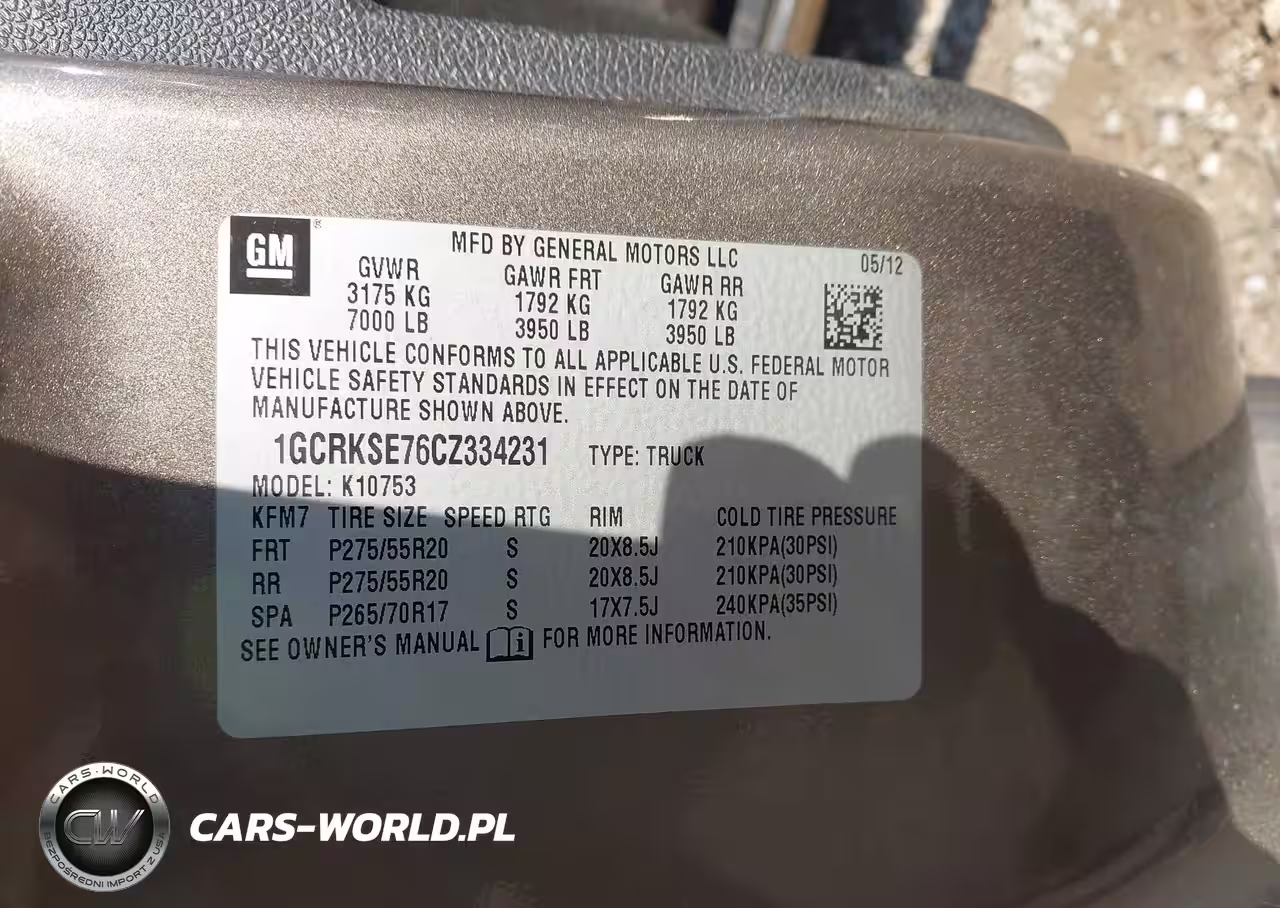 GM
MFD BY GENERAL MOTORS LLC
05/12
GVWR GAWR FRT GAWR RR
3175 KG 1792 KG 1792 KG
7000 LB 3950 LB 3950 LB
THIS VEHICLE CONFORMS TO ALL APPLICABLE U.S. FEDERAL MOTOR
VEHICLE SAFETY STANDARDS IN EFFECT ON THE DATE OF
MANUFACTURE SHOWN ABOVE.
1GCRKSE76CZ334231 TYPE: TRUCK
MODEL: K10753
KFM7 TIRE SIZE SPEED RTG RIM COLD TIRE PRESSURE
FRT P275/55R20 S 20X8.5J 210KPA(30PSI)
RR P275/55R20 S 20X8.5J 210KPA(30PSI)
SPA P265/70R17 S 17X7.5J 240KPA(35PSI)
SEE OWNER'S MANUAL i FOR MORE INFORMATION.
CARS-WORLD
CW
BEZPOŚREDNI IMPORT Z USA
CARS-WORLD.PL